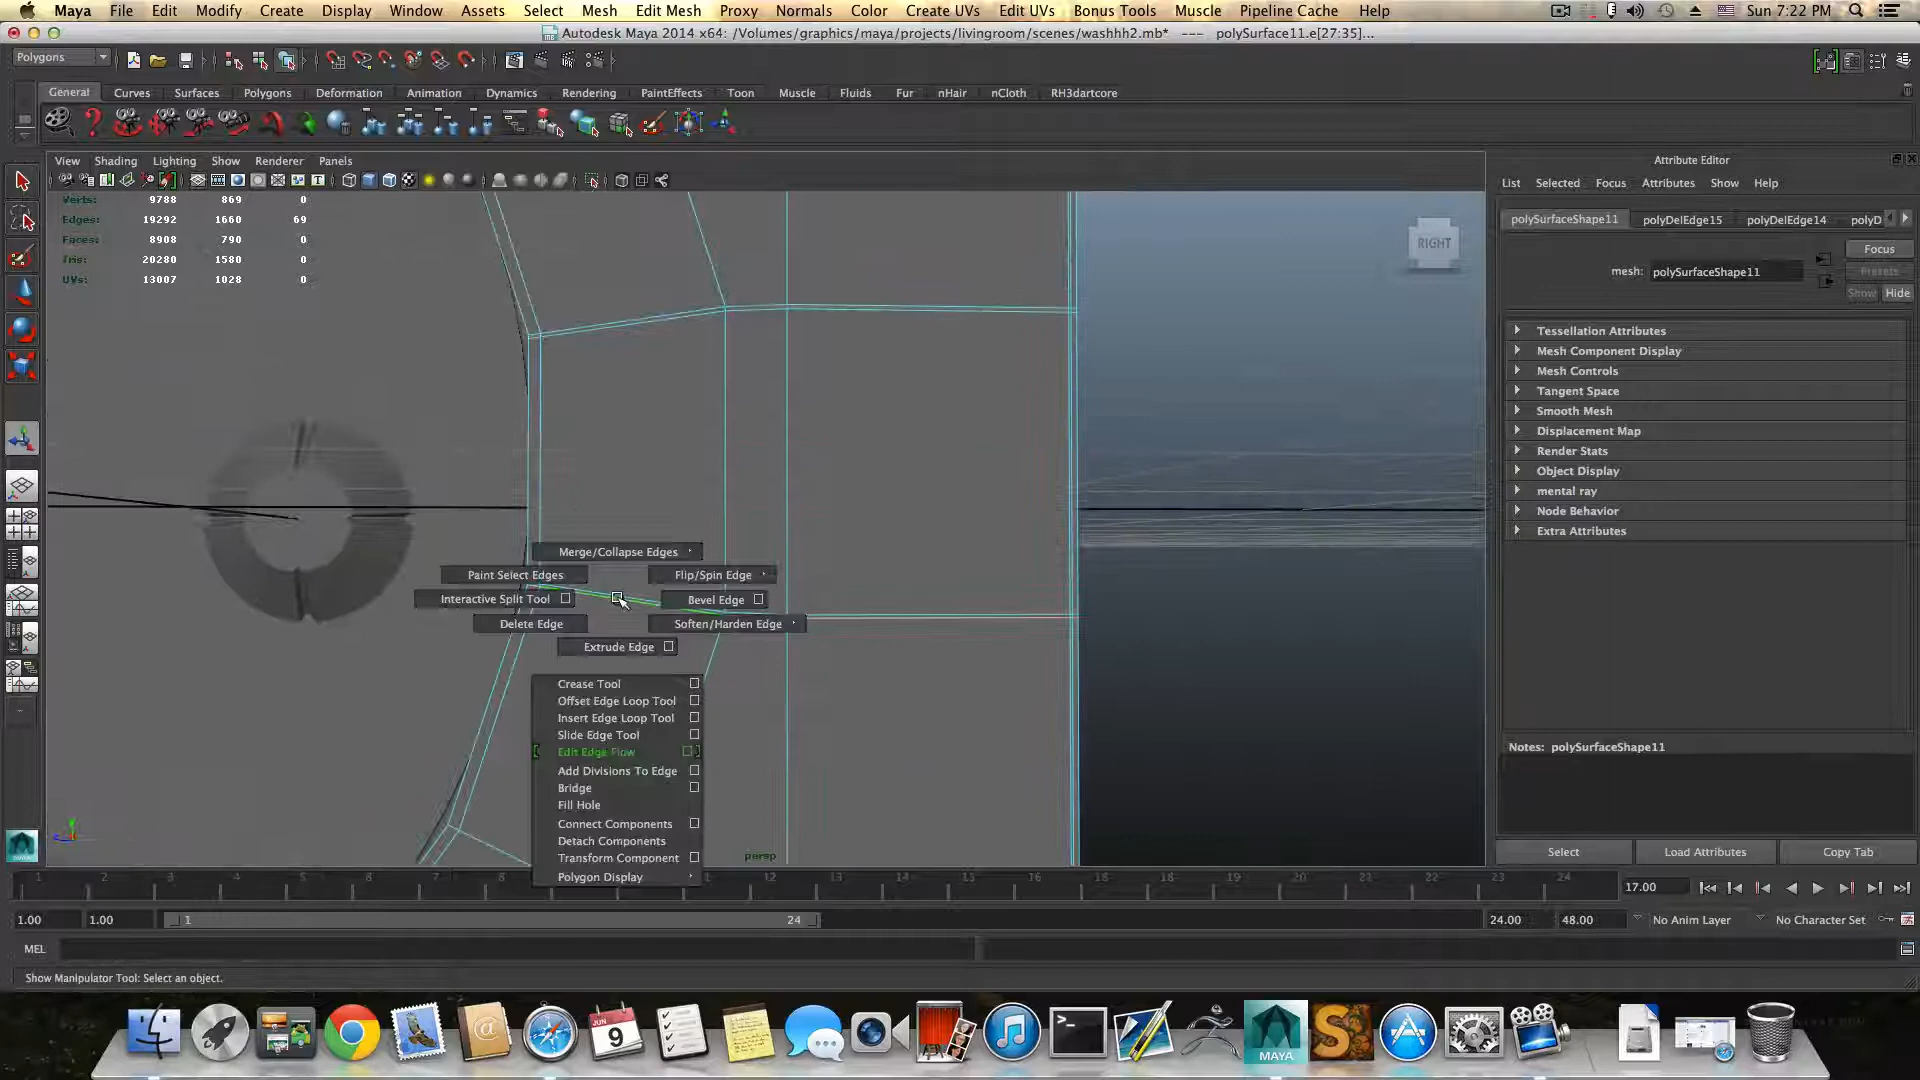 Maya File Edit Modify Create Display Window Assets Select Mesh Edit Mesh Proxy Normals Color Create UVs Edit UVs Bonus Tools Muscle Pipeline Cache Help Sun 7:22 PM
Autodesk Maya 2014 x64: /Volumes/graphics/maya/projects/livingroom/scenes/washhh2.mb* --- polySurface11.e[27:35]...
Polygons
General Curves Surfaces Polygons Deformation Animation Dynamics Rendering PaintEffects Toon Muscle Fluids Fur nHair nCloth RH3dartcore
View Shading Lighting Show Renderer Panels
Verts: 9788 869 0
Edges: 19292 1660 69
Faces: 8908 790 0
Tris: 20280 1580 0
UVs: 13007 1028 0
RIGHT
Merge/Collapse Edges
Paint Select Edges Flip/Spin Edge
Interactive Split Tool Bevel Edge
Delete Edge Soften/Harden Edge
Extrude Edge
Crease Tool
Offset Edge Loop Tool
Insert Edge Loop Tool
Slide Edge Tool
Edit Edge Flow
Add Divisions To Edge
Bridge
Fill Hole
Connect Components
Detach Components
Transform Component
Polygon Display
persp
Attribute Editor
List Selected Focus Attributes Show Help
polySurfaceShape11 polyDelEdge15 polyDelEdge14 polyD
Focus
mesh: polySurfaceShape11 Presets
Show Hide
Tessellation Attributes
Mesh Component Display
Mesh Controls
Tangent Space
Smooth Mesh
Displacement Map
Render Stats
Object Display
mental ray
Node Behavior
Extra Attributes
Notes: polySurfaceShape11
Select Load Attributes Copy Tab
1 2 3 4 5 6 7 8 11 12 13 14 15 16 17 18 19 20 21 22 23 24 17.00
1.00 1.00 1 24 24.00 48.00 No Anim Layer No Character Set
MEL
Show Manipulator Tool: Select an object.
JUN
9
MAYA